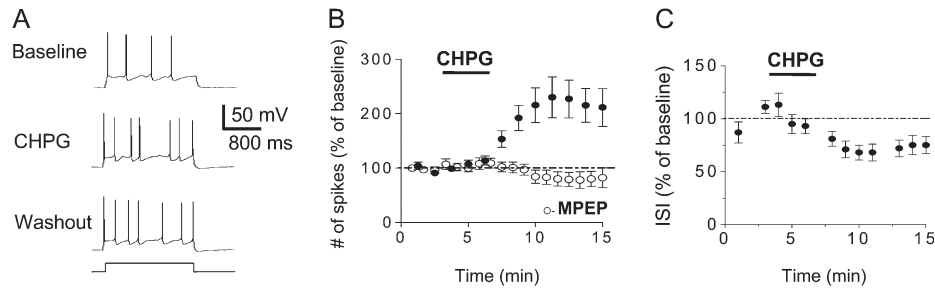 A
Baseline
CHPG
Washout
50 mV
800 ms
B
# of spikes (% of baseline)
300
200
100
0
CHPG
MPEP
0
5
10
15
Time (min)
C
ISI (% of baseline)
150
100
50
0
CHPG
0
5
10
15
Time (min)